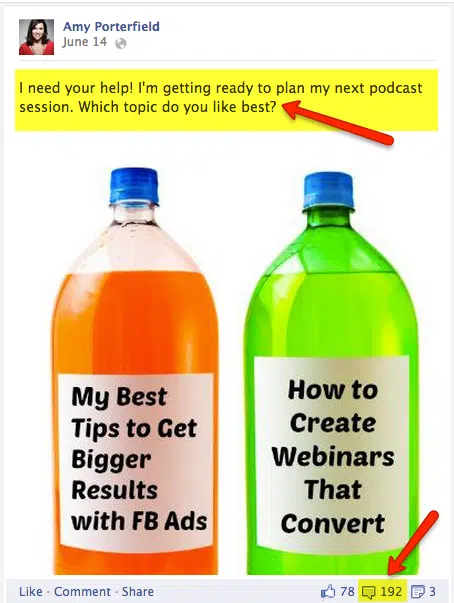 Amy Porterfield
June 14
I need your help! I'm getting ready to plan my next podcast
session. Which topic do you like best?
My Best
Tips to Get
Bigger
Results
with FB Ads
How to
Create
Webinars
That
Convert
Like · Comment · Share 78 192 3